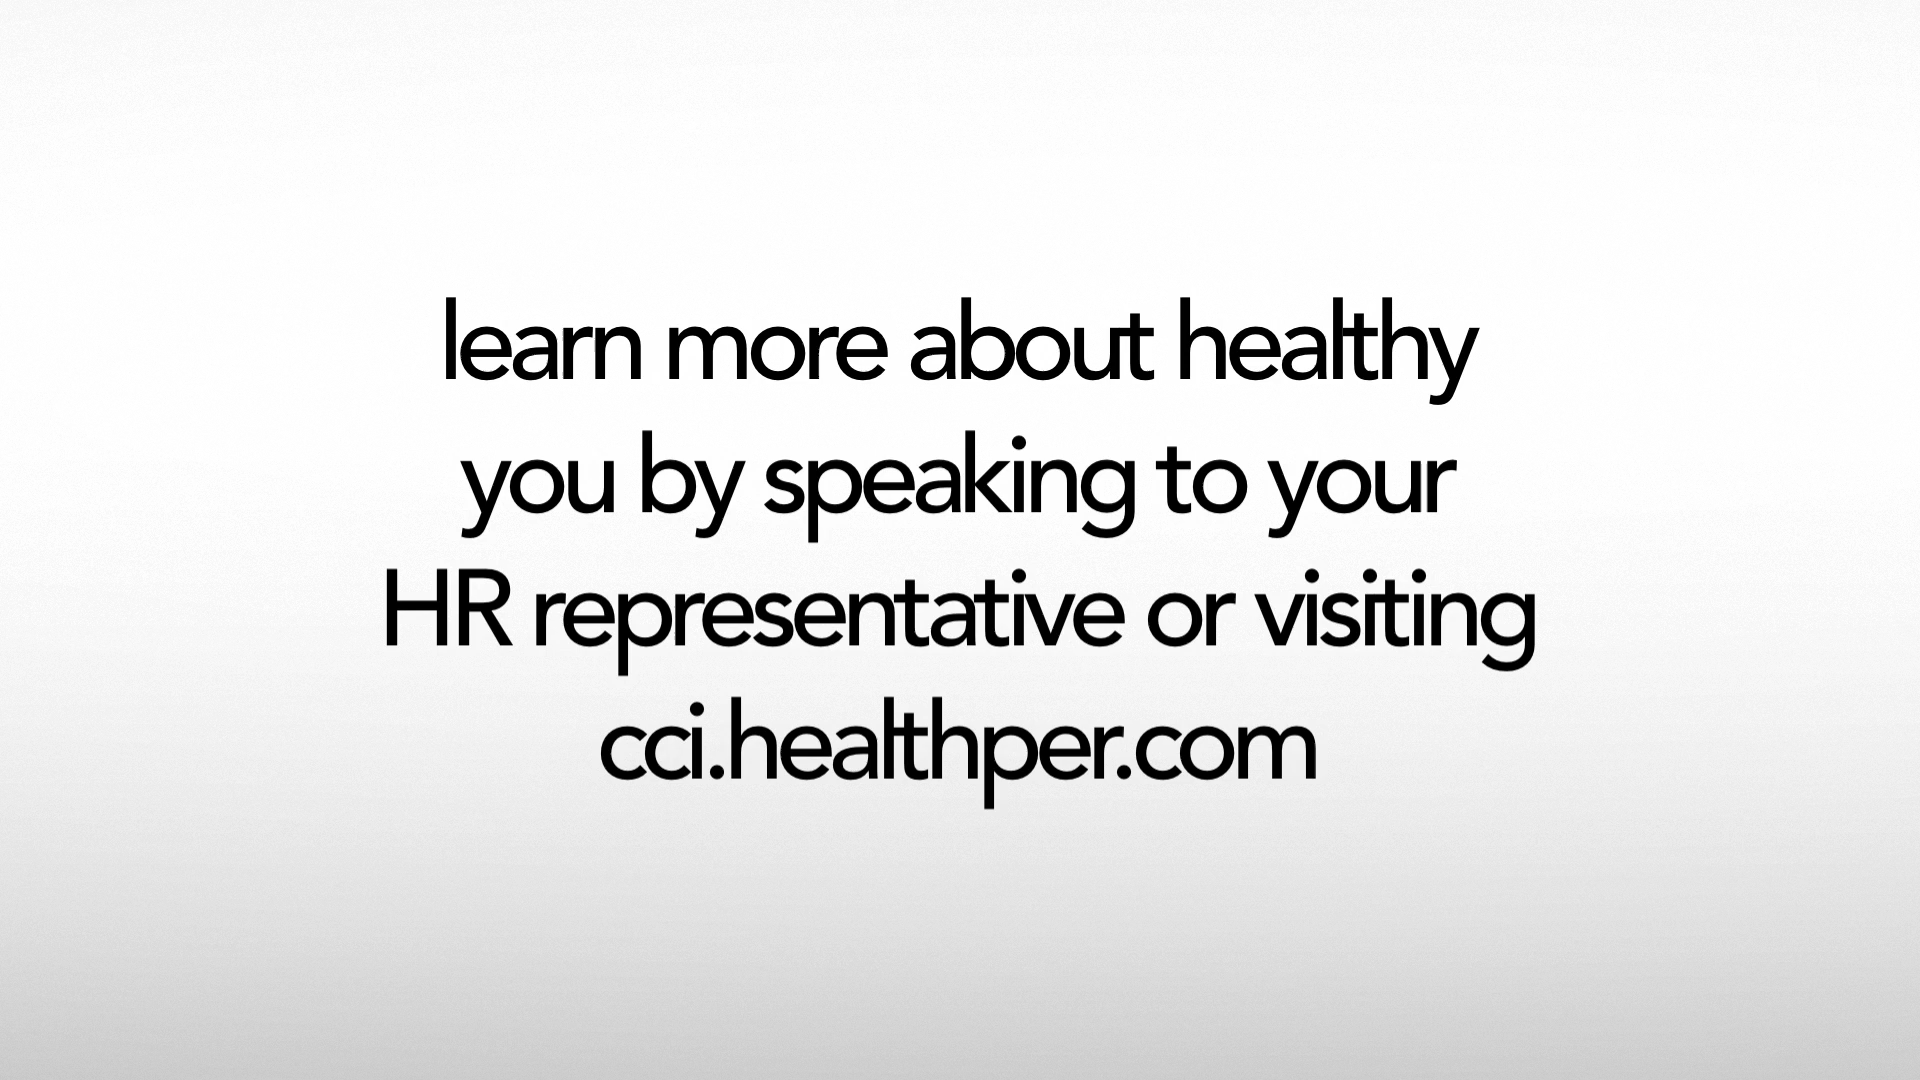 learn more about healthy
you by speaking to your
HR representative or visiting
cci.healthper.com